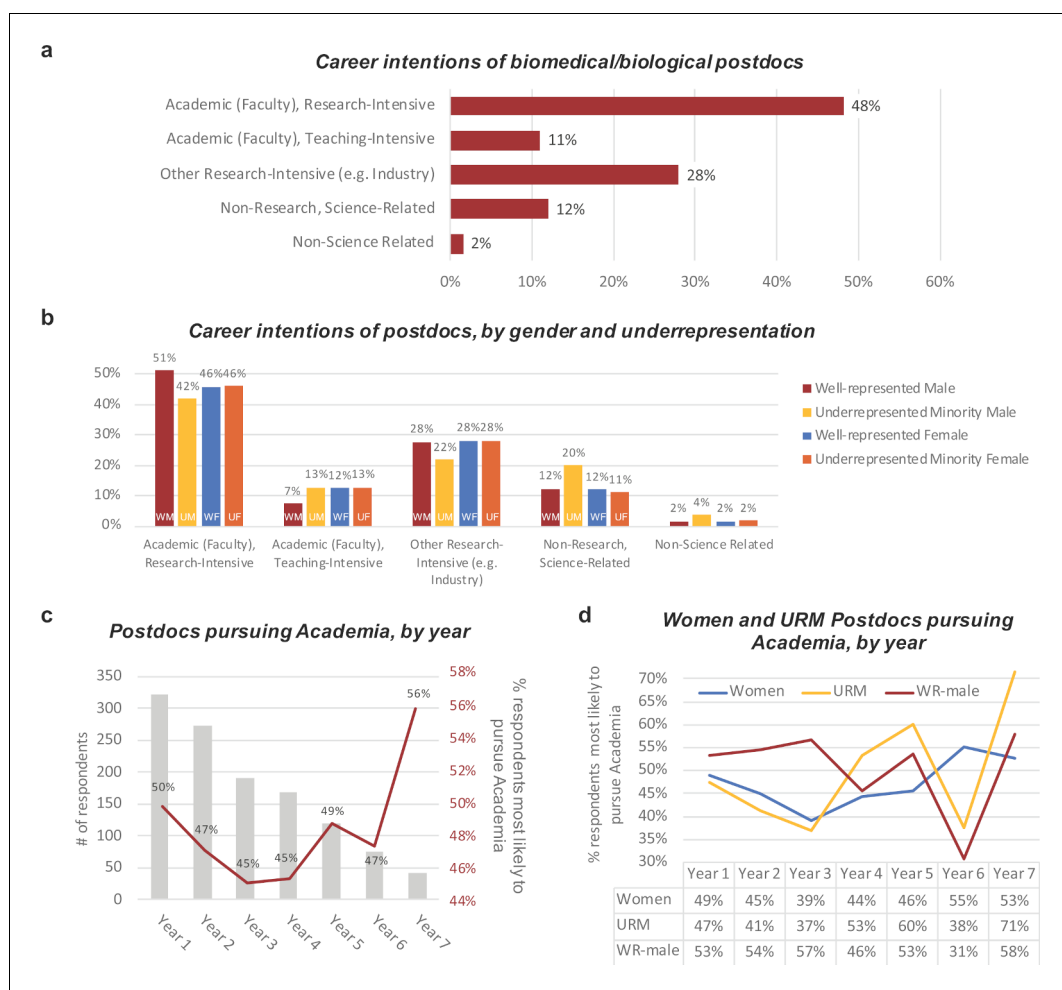 a
Career intentions of biomedical/biological postdocs
Academic (Faculty), Research-Intensive
48%
Academic (Faculty), Teaching-Intensive
11%
Other Research-Intensive (e.g. Industry)
28%
Non-Research, Science-Related
12%
Non-Science Related
2%
0% 10% 20% 30% 40% 50% 60%
b
Career intentions of postdocs, by gender and underrepresentation
50%
40%
30%
20%
10%
0%
51% 42% 46% 46%
7% 13% 12% 13%
28% 22% 28% 28%
12% 20% 12% 11%
2% 4% 2% 2%
WM UM WF UF
WM UM WF UF
WM UM WF UF
WM UM WF UF
Academic (Faculty),
Research-Intensive
Academic (Faculty),
Teaching-Intensive
Other Research-
Intensive (e.g.
Industry)
Non-Research,
Science-Related
Non-Science Related
Well-represented Male
Underrepresented Minority Male
Well-represented Female
Underrepresented Minority Female
c
Postdocs pursuing Academia, by year
# of respondents
350
300
250
200
150
100
50
0
50% 47% 45% 45% 49% 47% 56%
58%
56%
54%
52%
50%
48%
46%
44%
% respondents most likely to
pursue Academia
Year 1 Year 2 Year 3 Year 4 Year 5 Year 6 Year 7
d
Women and URM Postdocs pursuing
Academia, by year
% respondents most likely to
pursue Academia
70%
65%
60%
55%
50%
45%
40%
35%
30%
Women URM WR-male
Year 1 Year 2 Year 3 Year 4 Year 5 Year 6 Year 7
Women 49% 45% 39% 44% 46% 55% 53%
URM 47% 41% 37% 53% 60% 38% 71%
WR-male 53% 54% 57% 46% 53% 31% 58%